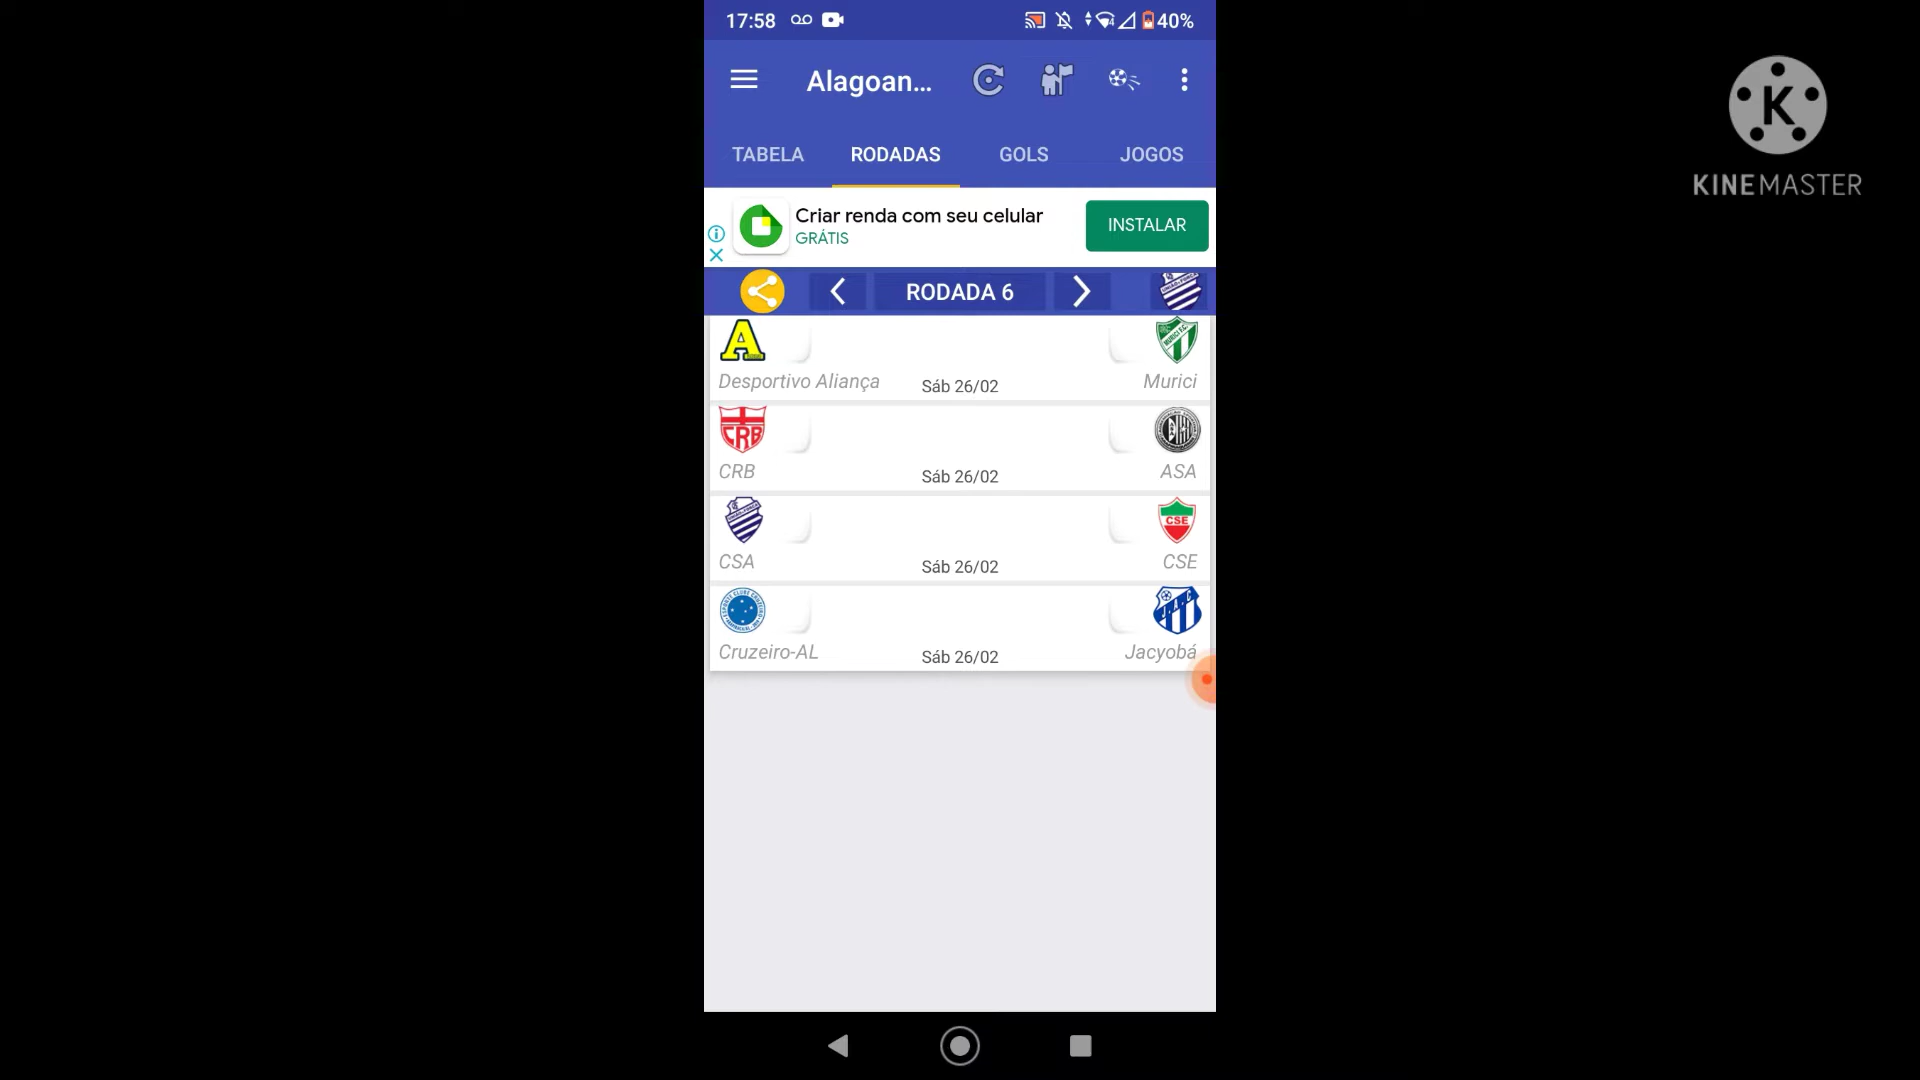 17:58
40%
Alagoan...
TABELA RODADAS GOLS JOGOS
Criar renda com seu celular
GRÁTIS
INSTALAR
RODADA 6
Desportivo Aliança Sáb 26/02 Murici
CRB
CRB Sáb 26/02 ASA
CSE
CSA Sáb 26/02 CSE
Cruzeiro-AL Sáb 26/02 Jacyobá
K
KINEMASTER